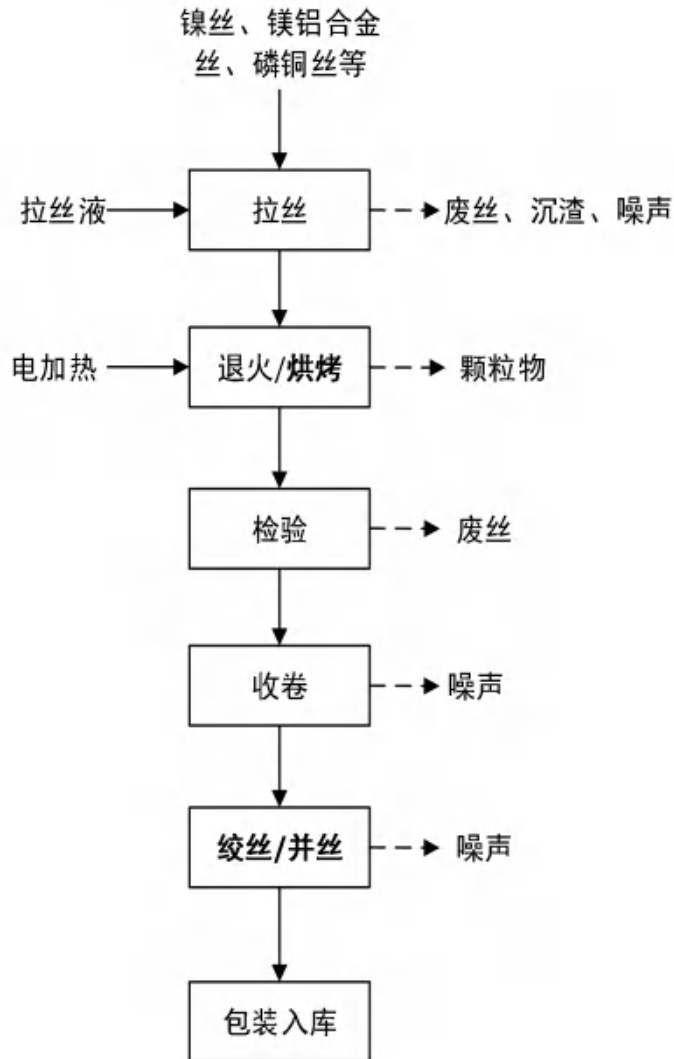 镍丝、镁铝合金
丝、磷铜丝等
拉丝液
拉丝
废丝、沉渣、噪声
电加热
退火/烘烤
颗粒物
检验
废丝
收卷
噪声
绞丝/并丝
噪声
包装入库